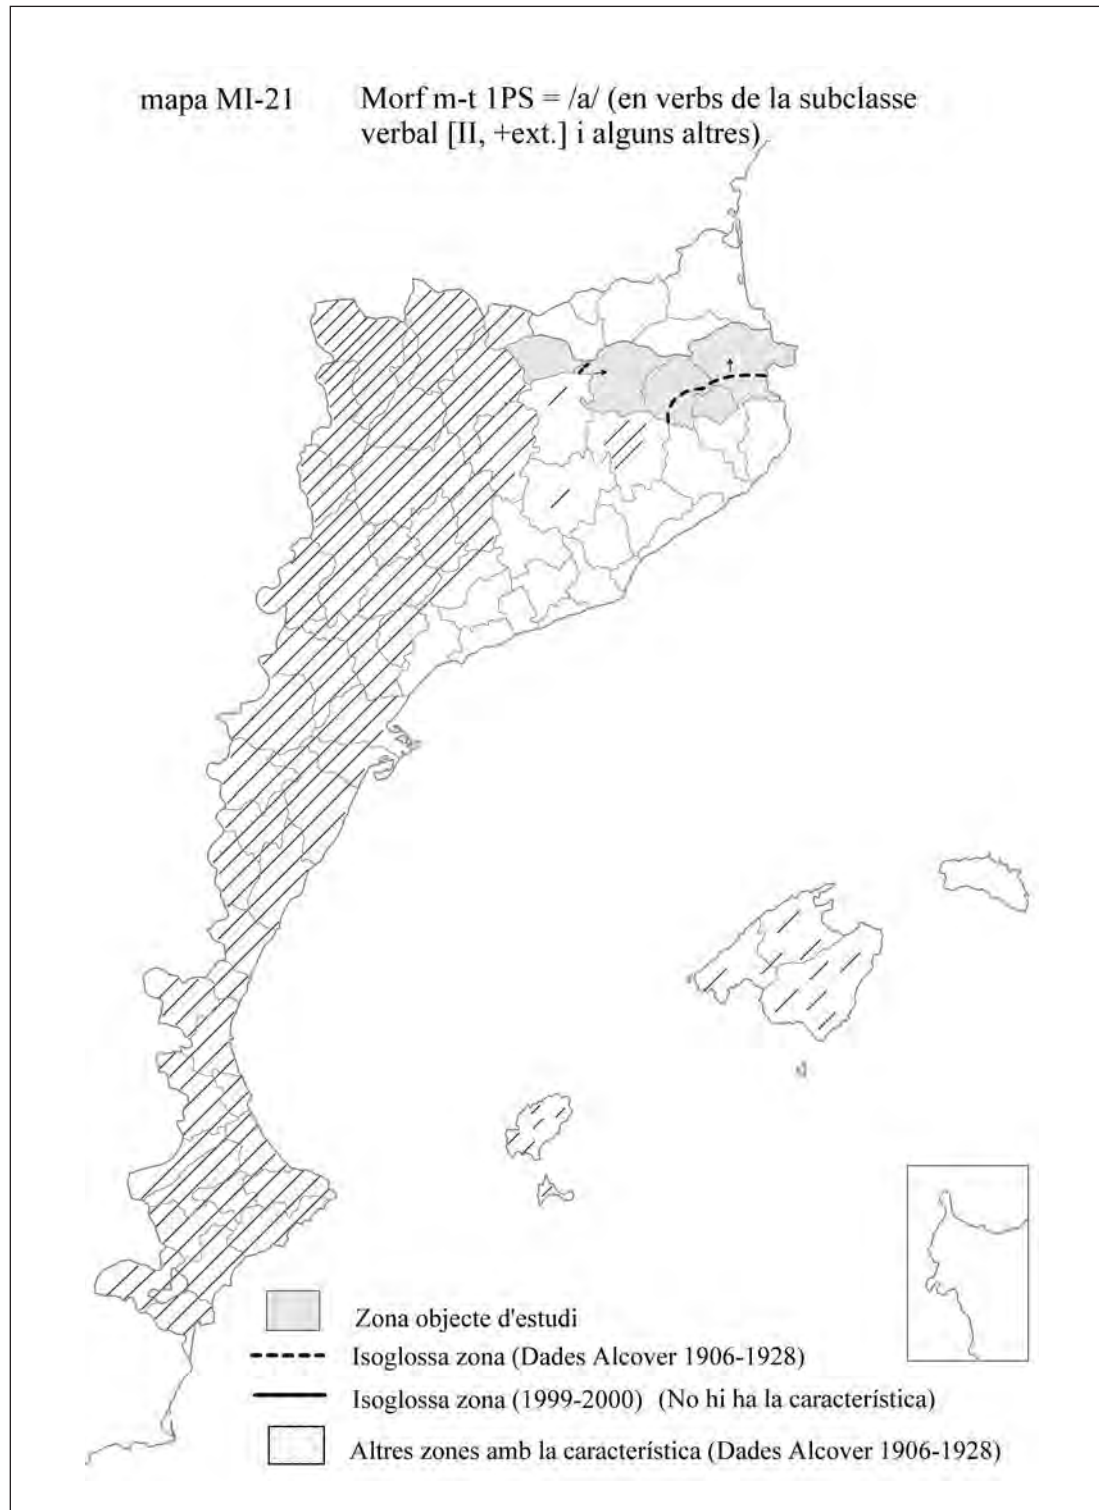 mapa MI-21 Morf m-t 1PS = /a/ (en verbs de la subclasse
verbal [II, +ext.] i alguns altres)
Zona objecte d'estudi
Isoglossa zona (Dades Alcover 1906-1928)
Isoglossa zona (1999-2000) (No hi ha la característica)
Altres zones amb la característica (Dades Alcover 1906-1928)